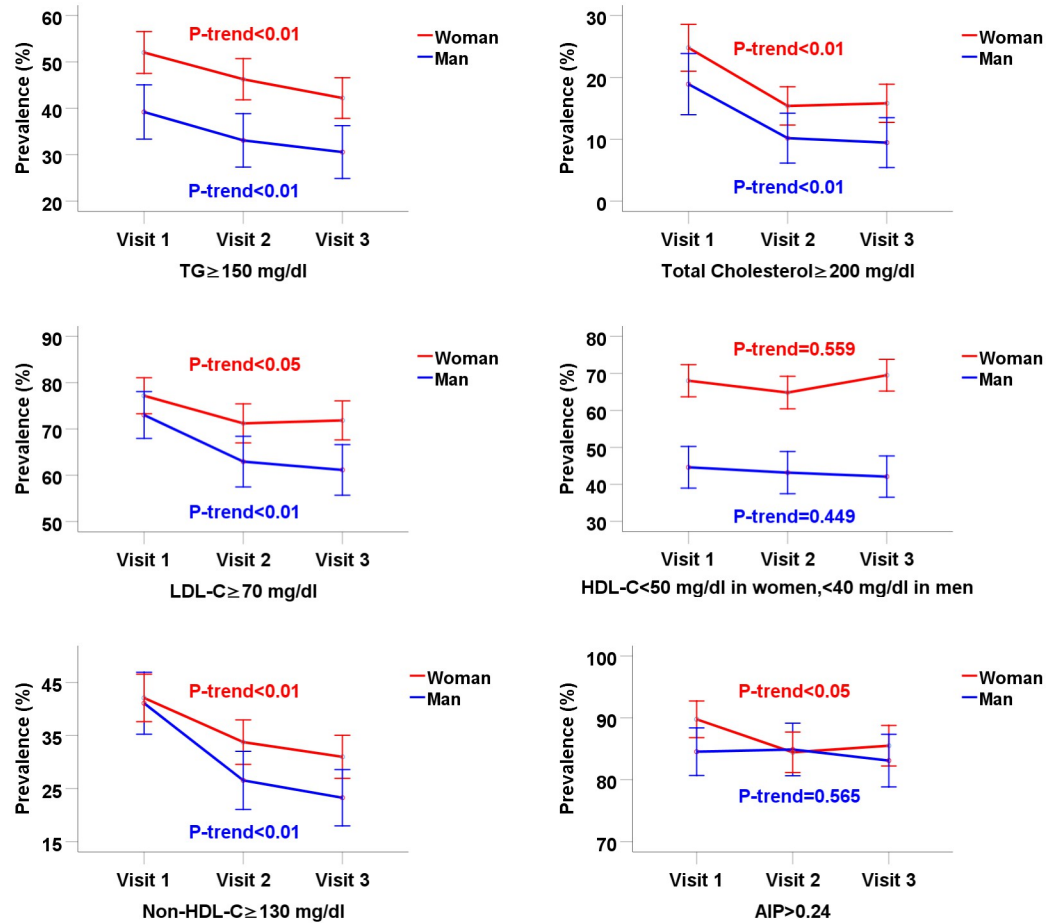 60
50
40
30
20
Prevalence (%)
P-trend<0.01
P-trend<0.01
Woman
Man
Visit 1 Visit 2 Visit 3
TG≥150 mg/dl
30
20
10
0
Prevalence (%)
P-trend<0.01
P-trend<0.01
Woman
Man
Visit 1 Visit 2 Visit 3
Total Cholesterol≥200 mg/dl
90
80
70
60
50
Prevalence (%)
P-trend<0.05
P-trend<0.01
Woman
Man
Visit 1 Visit 2 Visit 3
LDL-C≥70 mg/dl
80
70
60
50
40
30
Prevalence (%)
P-trend=0.559
P-trend=0.449
Woman
Man
Visit 1 Visit 2 Visit 3
HDL-C<50 mg/dl in women,<40 mg/dl in men
45
35
25
15
Prevalence (%)
P-trend<0.01
P-trend<0.01
Woman
Man
Visit 1 Visit 2 Visit 3
Non-HDL-C≥130 mg/dl
100
90
80
70
Prevalence (%)
P-trend<0.05
P-trend=0.565
Woman
Man
Visit 1 Visit 2 Visit 3
AIP>0.24